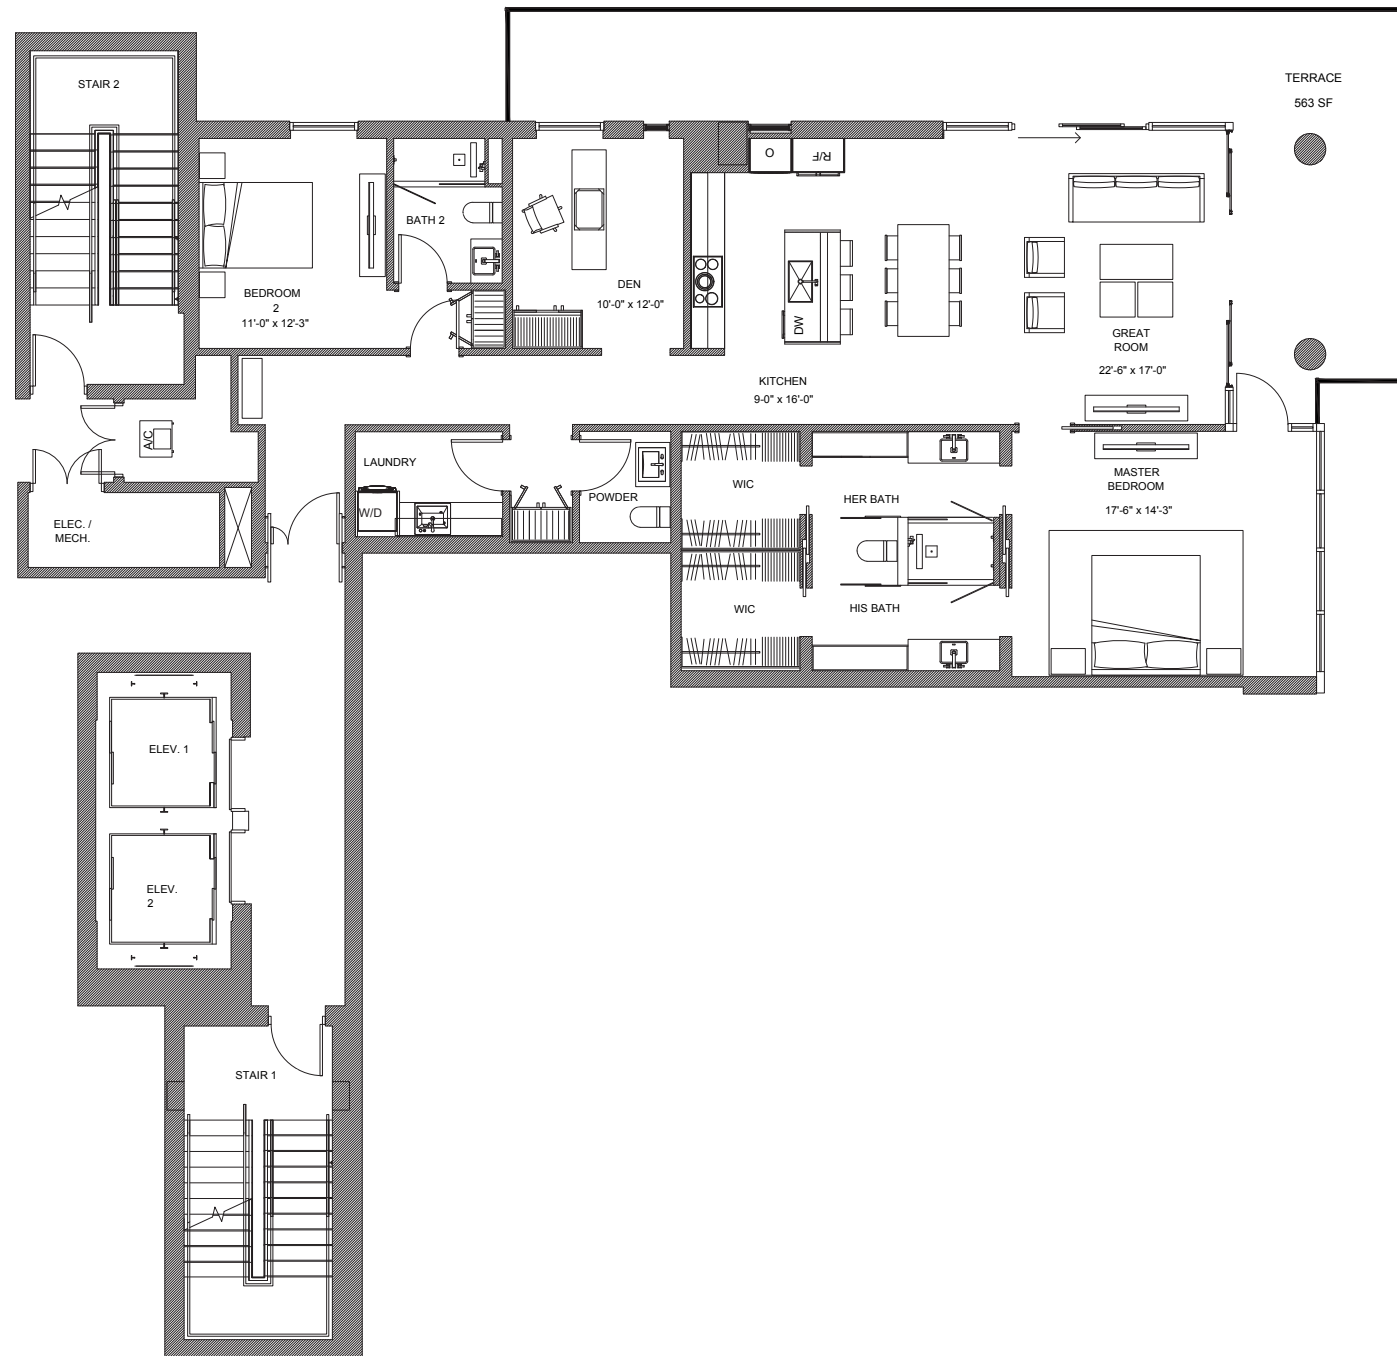 STAIR 2
TERRACE
563 SF
O
R/F
BATH 2
BEDROOM
2
11'-0" x 12'-3"
DEN
10'-0" x 12'-0"
DW
GREAT
ROOM
22'-6" x 17'-0"
KITCHEN
9-0" x 16'-0"
A/C
LAUNDRY
W/D
POWDER
WIC
HER BATH
MASTER
BEDROOM
17'-6" x 14'-3"
ELEC. /
MECH.
WIC
HIS BATH
ELEV. 1
ELEV.
2
STAIR 1